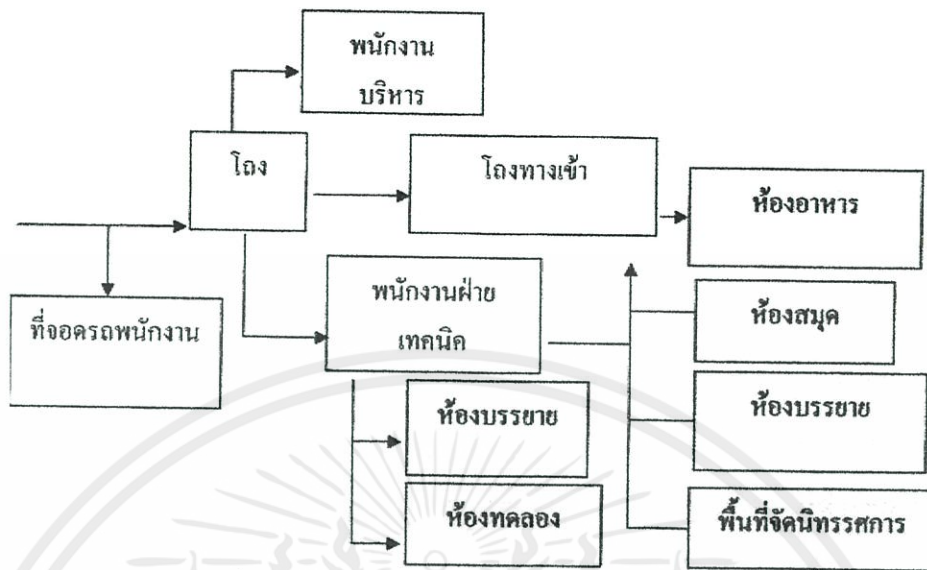 พนักงาน
บริหาร
โถง
โถงทางเข้า
ห้องอาหาร
พนักงานฝ่าย
เทคนิค
ที่จอดรถพนักงาน
ห้องสมุด
ห้องบรรยาย
ห้องบรรยาย
ห้องทดลอง
พื้นที่จัดนิทรรศการ